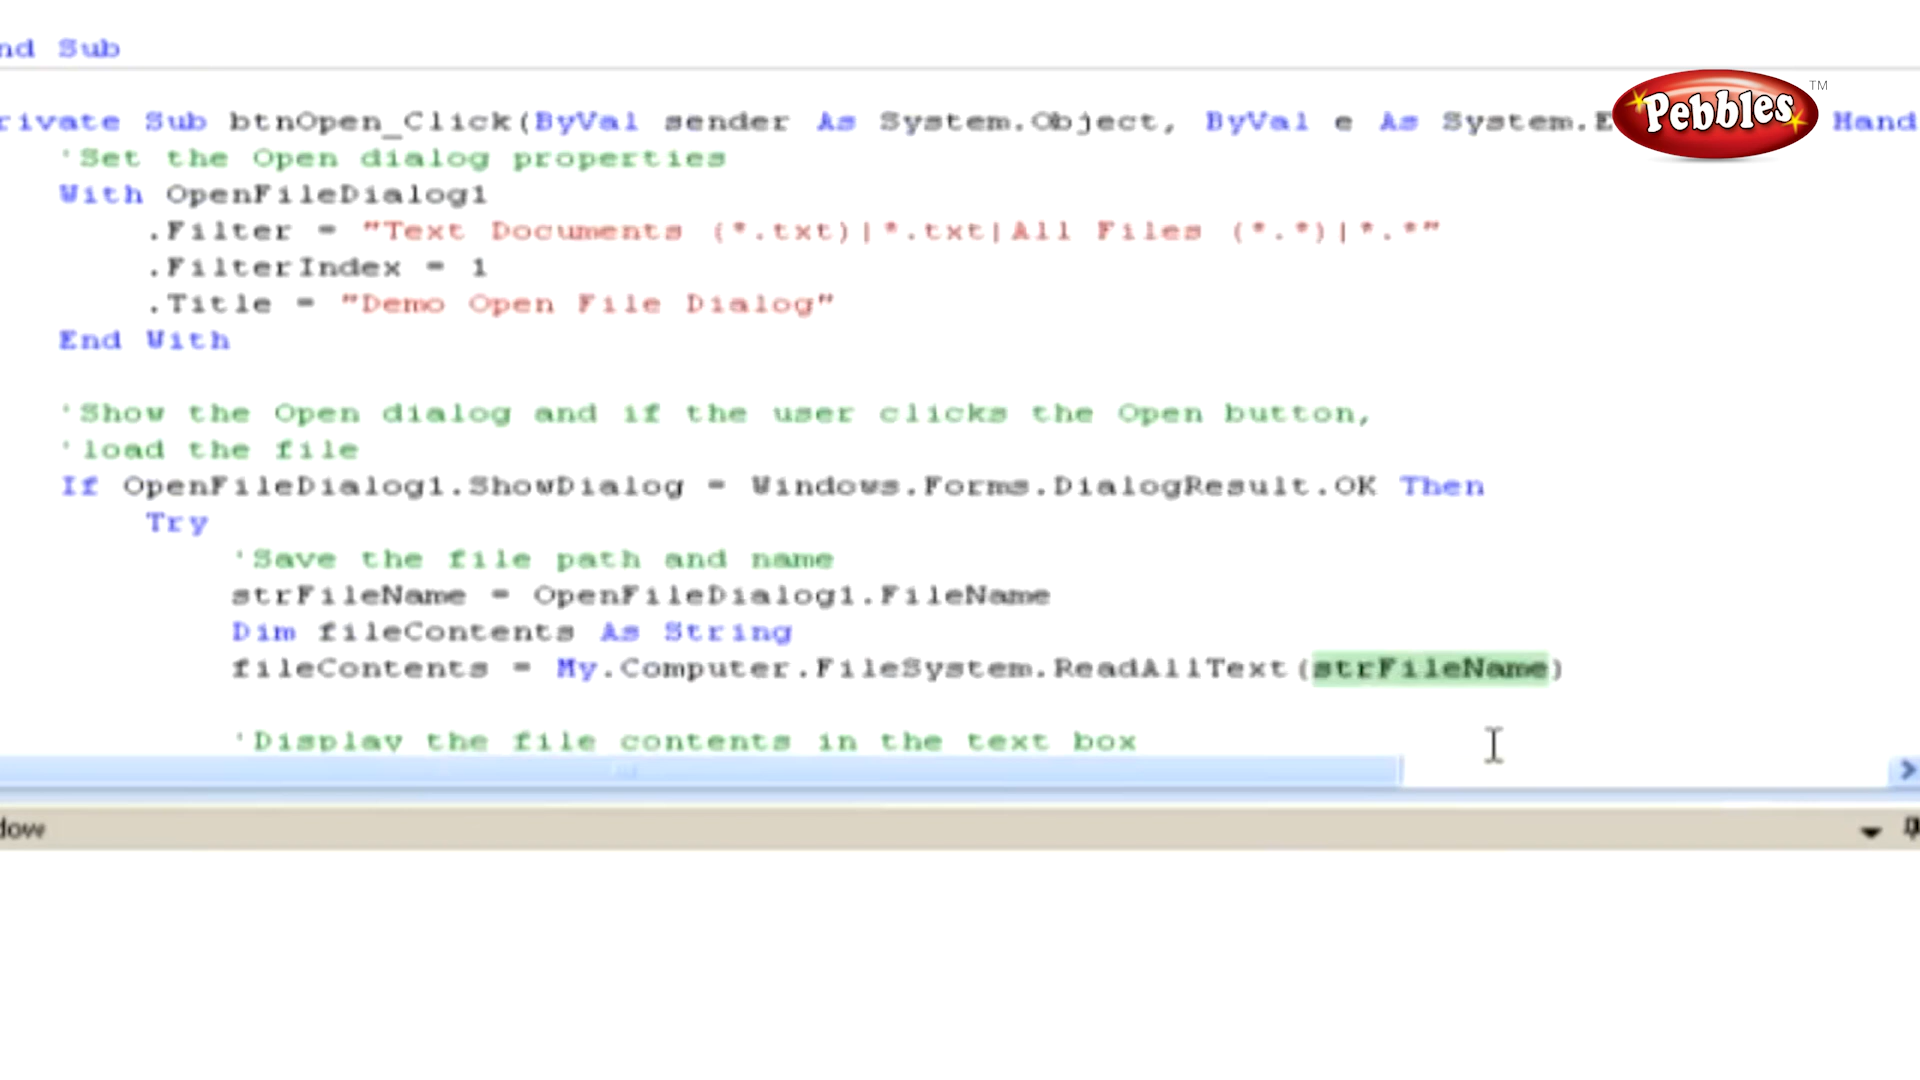 nd Sub
rivate Sub btnOpen_Click(ByVal sender As System.Object, ByVal e As System.E Hand
'Set the Open dialog properties
With OpenFileDialog1
.Filter = "Text Documents (*.txt)|*.txt|All Files (*.*)|*.*"
.FilterIndex = 1
.Title = "Demo Open File Dialog"
End With
'Show the Open dialog and if the user clicks the Open button,
'load the file
If OpenFileDialog1.ShowDialog = Windows.Forms.DialogResult.OK Then
Try
'Save the file path and name
strFileName = OpenFileDialog1.FileName
Dim fileContents As String
fileContents = My.Computer.FileSystem.ReadAllText(strFileName)
'Display the file contents in the text box
dow
Pebbles TM